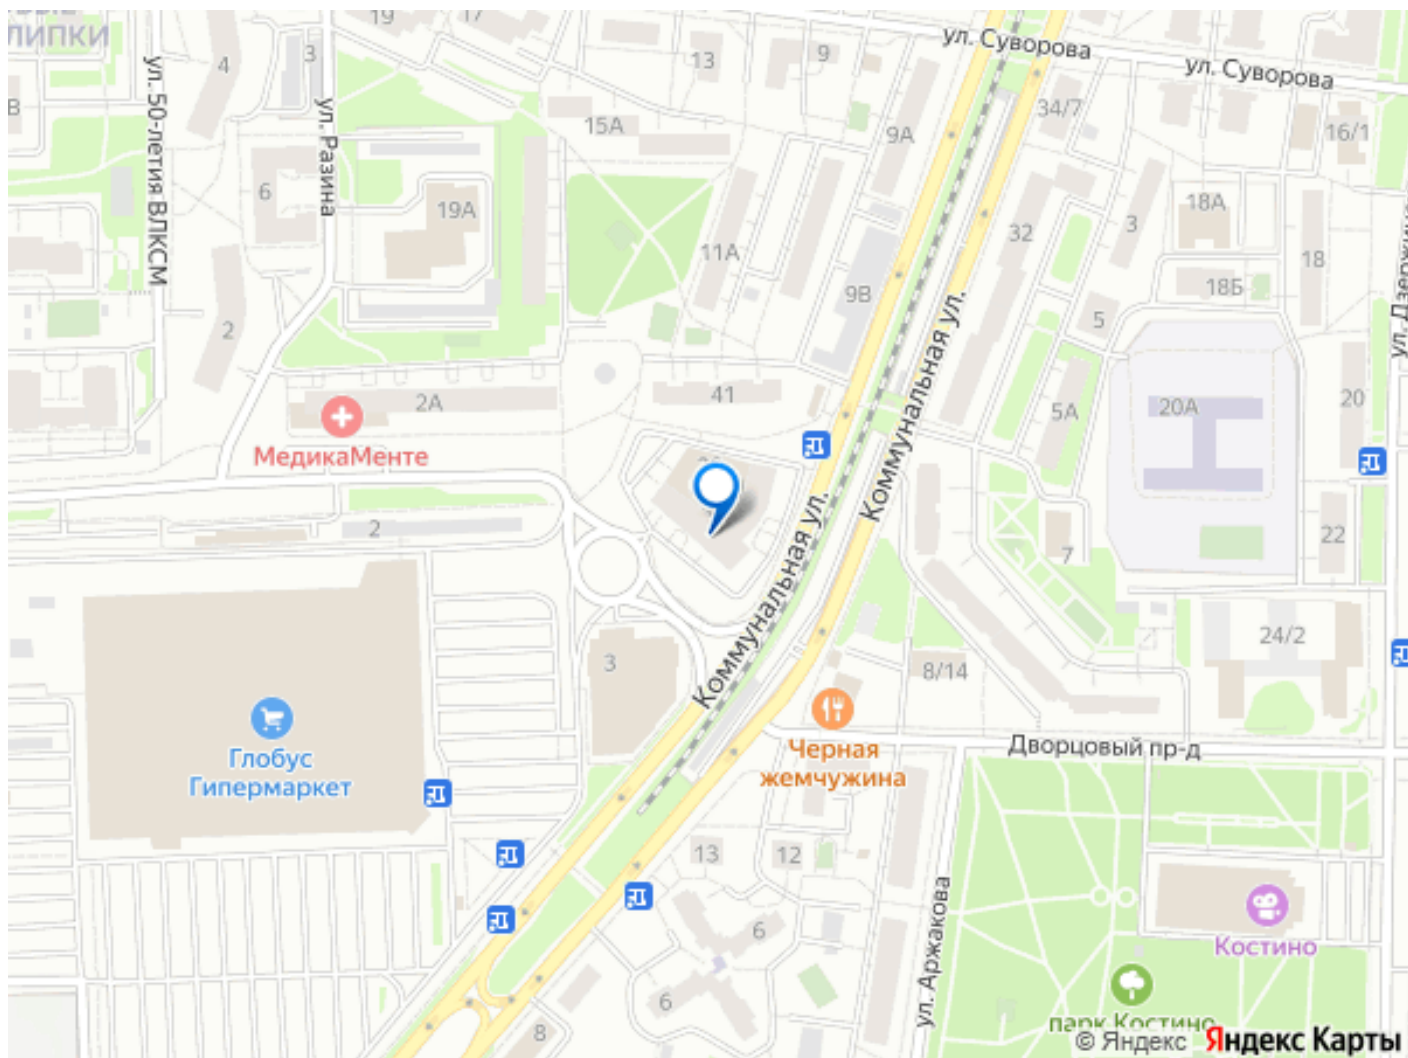 ЛИПКИ
19
17
ул. Суворова
ул. Суворова
4
3
13
9
ул. 50-летия ВЛКСМ
ул. Разина
15А
9А
34/7
16/1
6
19А
11А
32
3
18А
18
18Б
9В
5
2
2А
41
5А
20А
20
МедикаМенте
Коммунальная ул.
Коммунальная ул.
2
7
22
3
8/14
24/2
Глобус
Гипермаркет
Черная
жемчужина
Дворцовый пр-д
13
12
6
6
8
ул. Аржакова
Костино
парк Костино
© Яндекс
Яндекс Карты